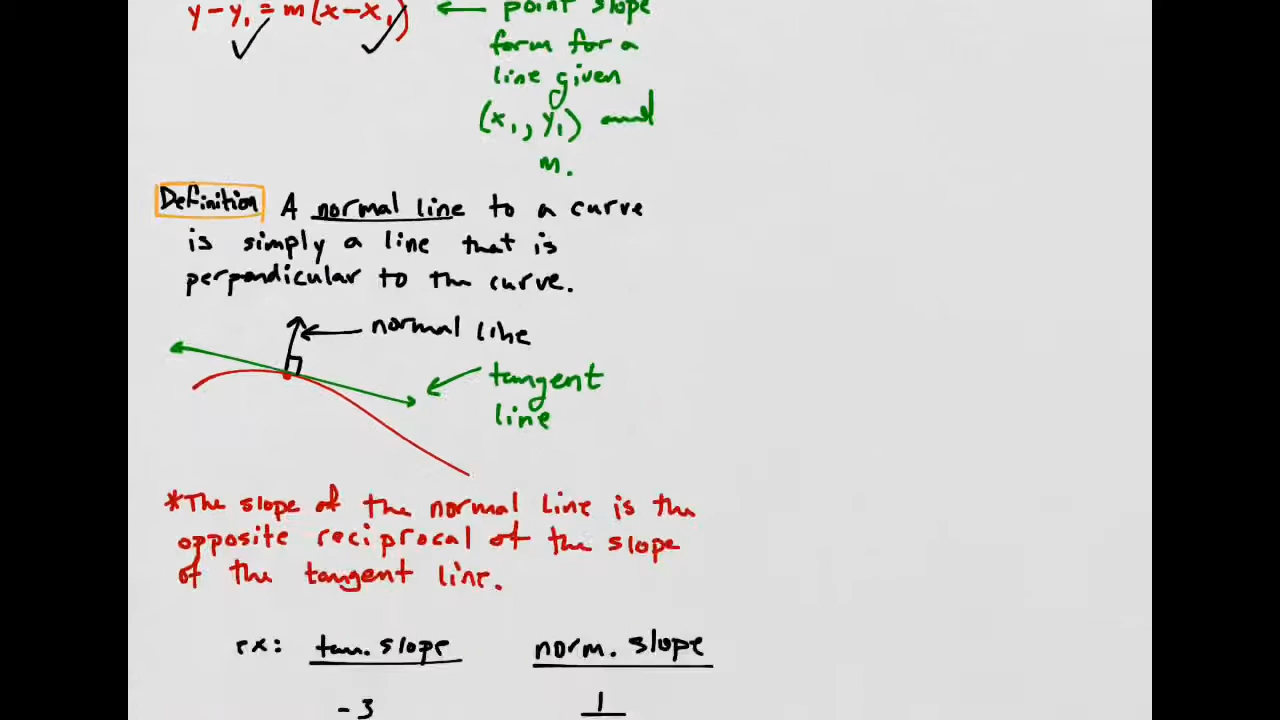 y - y₁ = m(x - x₁) ← point slope
form for a
line given
(x₁, y₁) and
m.
Definition A normal line to a curve
is simply a line that is
perpendicular to the curve.
normal line
tangent
line
*The slope of the normal line is the
opposite reciprocal of the slope
of the tangent line.
ex: tan. slope norm. slope
-3 1